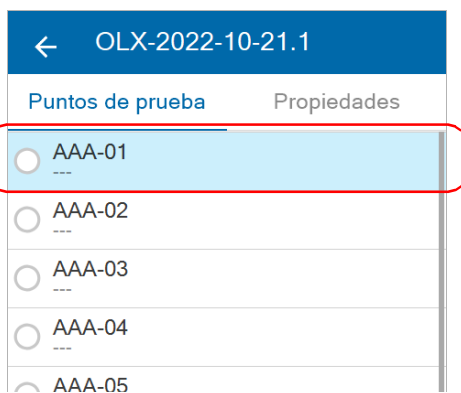 OLX-2022-10-21.1
Puntos de prueba Propiedades
AAA-01
---
AAA-02
---
AAA-03
---
AAA-04
---
AAA-05